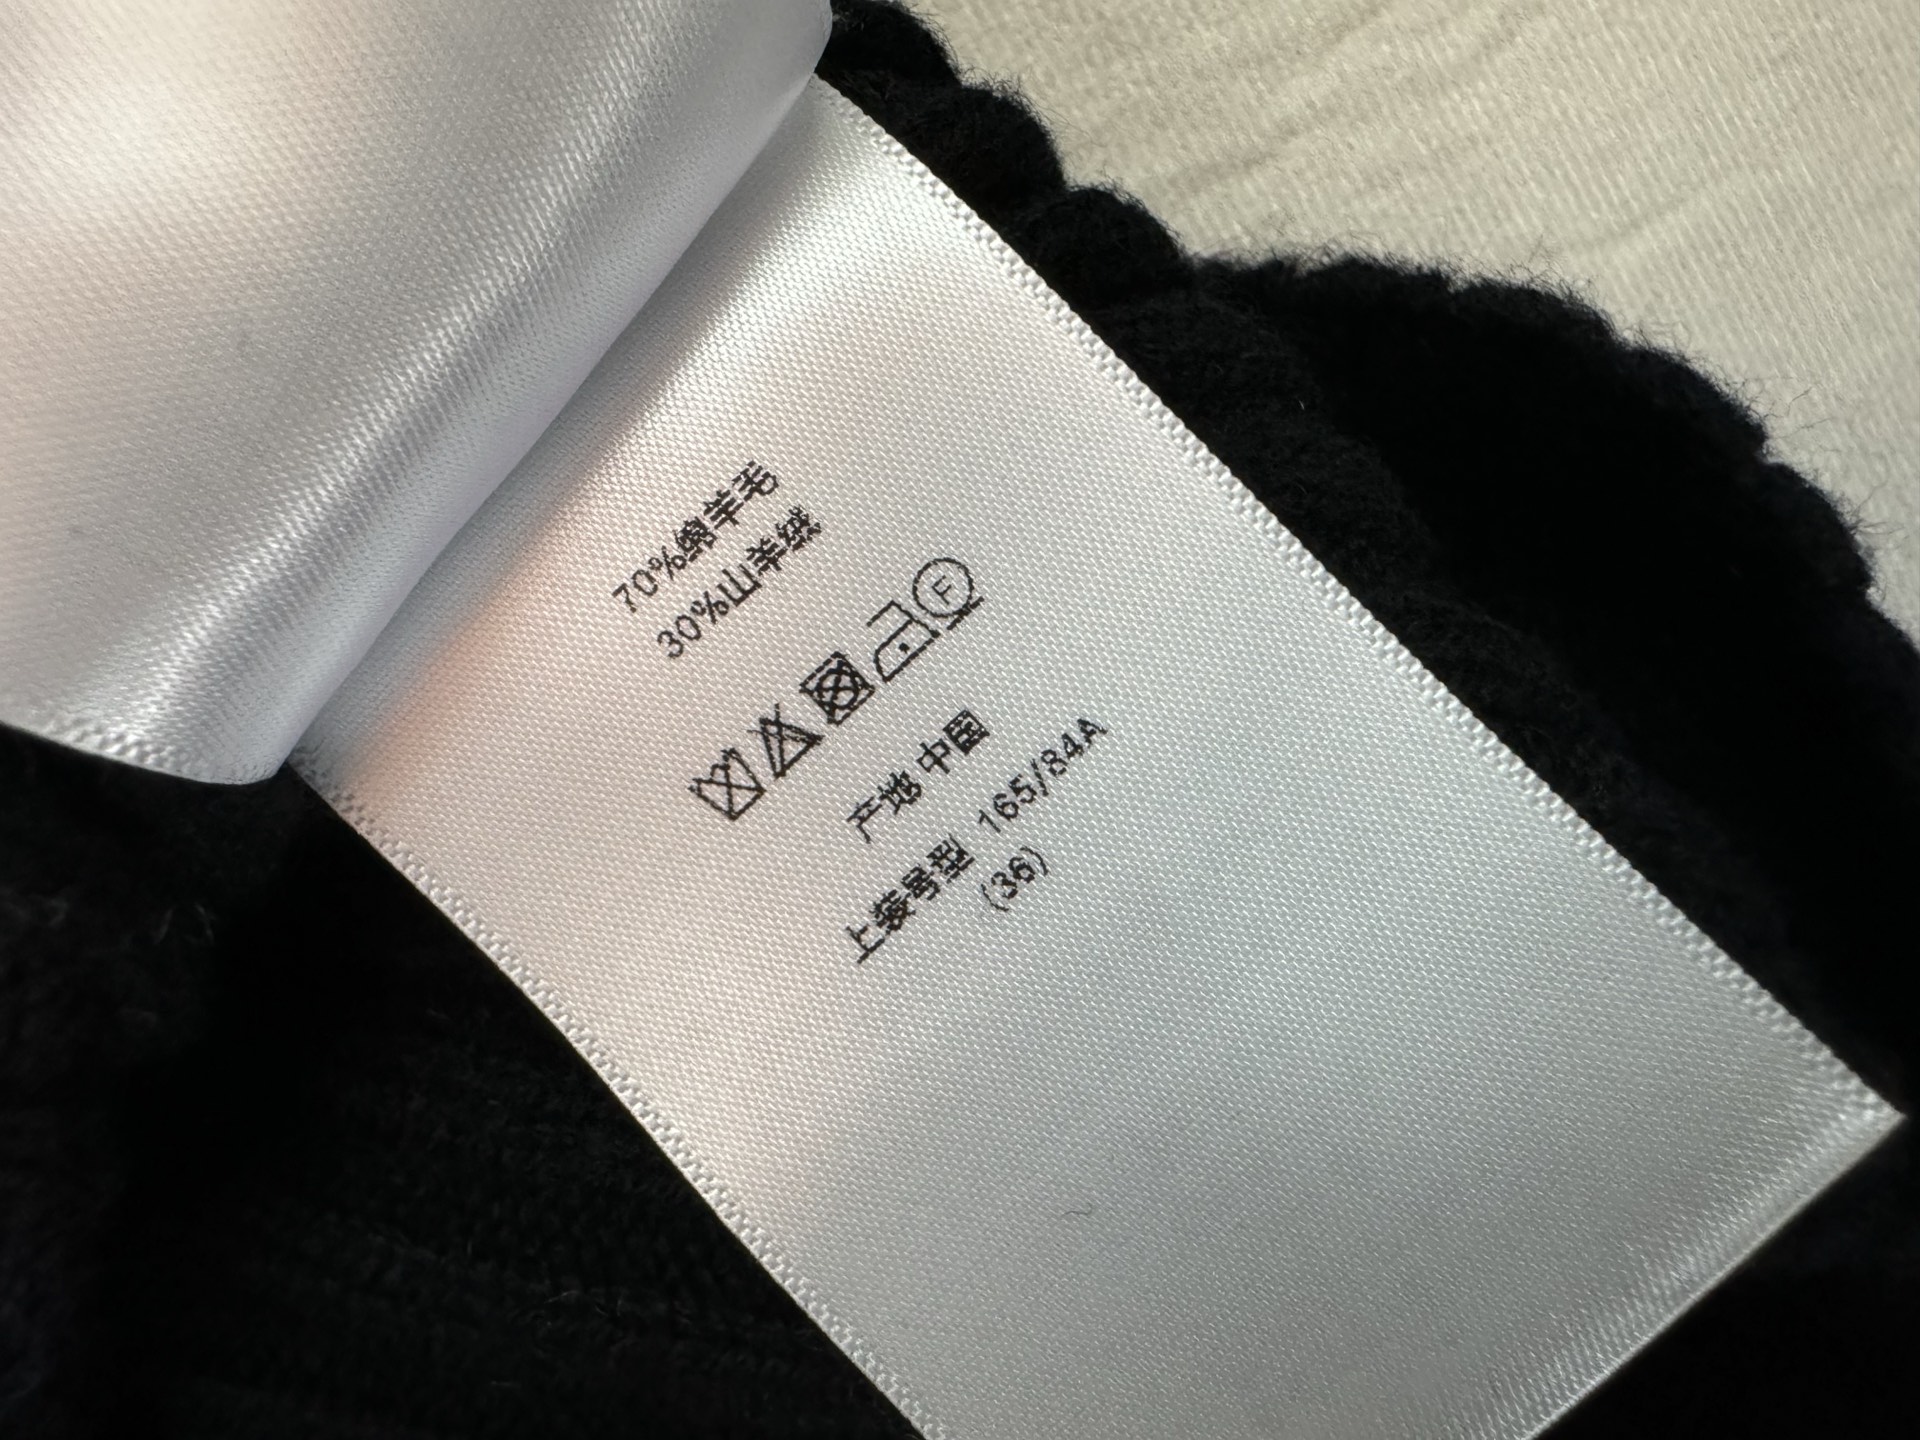 70%绵羊毛
30%山羊绒
F
产地 中国
上装号型 165/84A
(36)